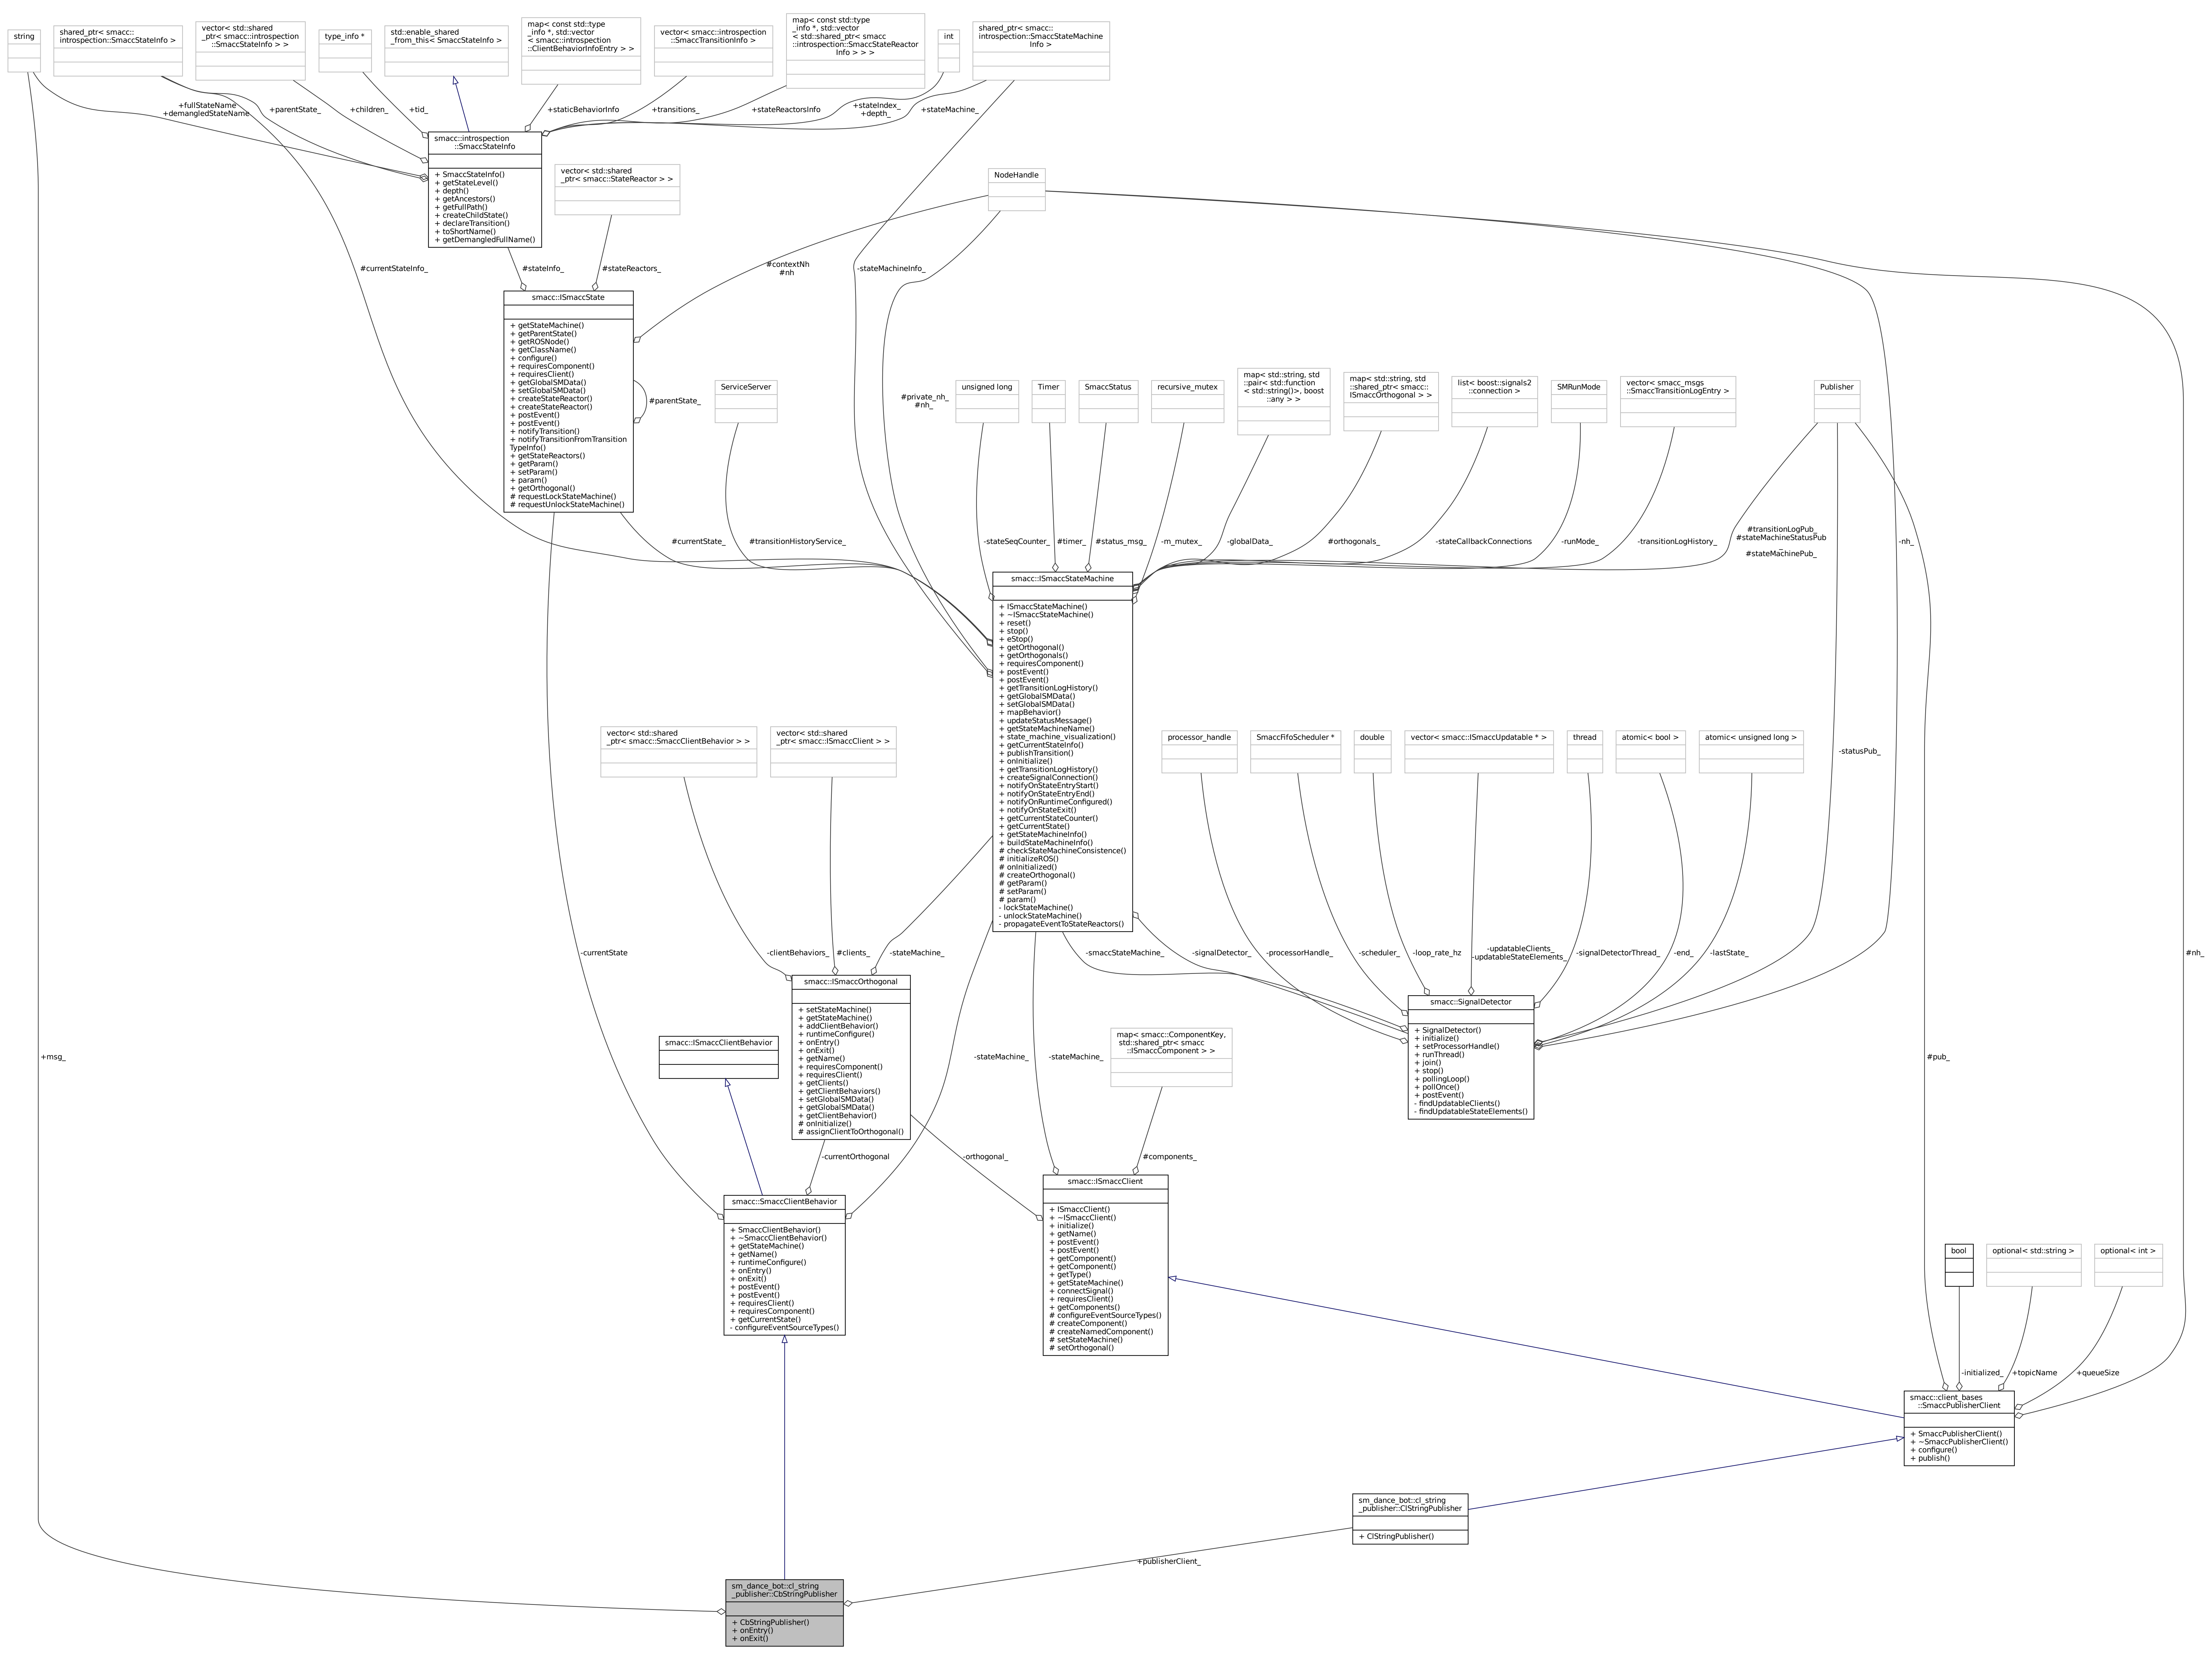 string
shared_ptr< smacc::
introspection::SmaccStateInfo >
vector< std::shared
_ptr< smacc::introspection
::SmaccStateInfo > >
type_info *
std::enable_shared
_from_this< SmaccStateInfo >
map< const std::type
_info *, std::vector
< smacc::introspection
::ClientBehaviorInfoEntry > >
vector< smacc::introspection
::SmaccTransitionInfo >
map< const std::type
_info *, std::vector
< std::shared_ptr< smacc
::introspection::SmaccStateReactor
Info > > >
int
shared_ptr< smacc::
introspection::SmaccStateMachine
Info >
+fullStateName
+demangledStateName
+parentState_
+children_
+tid_
+staticBehaviorInfo
+transitions_
+stateReactorsInfo
+stateIndex_
+depth_
+stateMachine_
smacc::introspection
::SmaccStateInfo
+ SmaccStateInfo()
+ getStateLevel()
+ depth()
+ getAncestors()
+ getFullPath()
+ createChildState()
+ declareTransition()
+ toShortName()
+ getDemangledFullName()
vector< std::shared
_ptr< smacc::StateReactor > >
NodeHandle
#currentStateInfo_
#stateInfo_
#stateReactors_
#contextNh
#nh
-stateMachineInfo_
smacc::ISmaccState
+ getStateMachine()
+ getParentState()
+ getROSNode()
+ getClassName()
+ configure()
+ requiresComponent()
+ requiresClient()
+ getGlobalSMData()
+ setGlobalSMData()
+ createStateReactor()
+ createStateReactor()
+ postEvent()
+ postEvent()
+ notifyTransition()
+ notifyTransitionFromTransition
TypeInfo()
+ getStateReactors()
+ getParam()
+ setParam()
+ param()
+ getOrthogonal()
# requestLockStateMachine()
# requestUnlockStateMachine()
#parentState_
ServiceServer
#private_nh_
#nh_
unsigned long
Timer
SmaccStatus
recursive_mutex
map< std::string, std
::pair< std::function
< std::string()>, boost
::any > >
map< std::string, std
::shared_ptr< smacc::
ISmaccOrthogonal > >
list< boost::signals2
::connection >
SMRunMode
vector< smacc_msgs
::SmaccTransitionLogEntry >
Publisher
#currentState_
#transitionHistoryService_
-stateSeqCounter_
#timer_
#status_msg_
-m_mutex_
-globalData_
#orthogonals_
-stateCallbackConnections
-runMode_
-transitionLogHistory_
#transitionLogPub_
#stateMachineStatusPub
_
#stateMachinePub_
-nh_
smacc::ISmaccStateMachine
+ ISmaccStateMachine()
+ ~ISmaccStateMachine()
+ reset()
+ stop()
+ eStop()
+ getOrthogonal()
+ getOrthogonals()
+ requiresComponent()
+ postEvent()
+ postEvent()
+ getTransitionLogHistory()
+ getGlobalSMData()
+ setGlobalSMData()
+ mapBehavior()
+ updateStatusMessage()
+ getStateMachineName()
+ state_machine_visualization()
+ getCurrentStateInfo()
+ publishTransition()
+ onInitialize()
+ getTransitionLogHistory()
+ createSignalConnection()
+ notifyOnStateEntryStart()
+ notifyOnStateEntryEnd()
+ notifyOnRuntimeConfigured()
+ notifyOnStateExit()
+ getCurrentStateCounter()
+ getCurrentState()
+ getStateMachineInfo()
+ buildStateMachineInfo()
# checkStateMachineConsistence()
# initializeROS()
# onInitialized()
# createOrthogonal()
# getParam()
# setParam()
# param()
- lockStateMachine()
- unlockStateMachine()
- propagateEventToStateReactors()
vector< std::shared
_ptr< smacc::SmaccClientBehavior > >
vector< std::shared
_ptr< smacc::ISmaccClient > >
processor_handle
SmaccFifoScheduler *
double
vector< smacc::ISmaccUpdatable * >
thread
atomic< bool >
atomic< unsigned long >
-statusPub_
-currentState
-clientBehaviors_
#clients_
-stateMachine_
-smaccStateMachine_
-signalDetector_
-processorHandle_
-scheduler_
-loop_rate_hz
-updatableClients_
-updatableStateElements_
-signalDetectorThread_
-end_
-lastState_
#nh_
smacc::ISmaccOrthogonal
+ setStateMachine()
+ getStateMachine()
+ addClientBehavior()
+ runtimeConfigure()
+ onEntry()
+ onExit()
+ getName()
+ requiresComponent()
+ requiresClient()
+ getClients()
+ getClientBehaviors()
+ setGlobalSMData()
+ getGlobalSMData()
+ getClientBehavior()
# onInitialize()
# assignClientToOrthogonal()
smacc::SignalDetector
+ SignalDetector()
+ initialize()
+ setProcessorHandle()
+ runThread()
+ join()
+ stop()
+ pollingLoop()
+ pollOnce()
+ postEvent()
- findUpdatableClients()
- findUpdatableStateElements()
smacc::ISmaccClientBehavior
map< smacc::ComponentKey,
std::shared_ptr< smacc
::ISmaccComponent > >
+msg_
-stateMachine_
-stateMachine_
#pub_
-currentOrthogonal
-orthogonal_
#components_
smacc::SmaccClientBehavior
+ SmaccClientBehavior()
+ ~SmaccClientBehavior()
+ getStateMachine()
+ getName()
+ runtimeConfigure()
+ onEntry()
+ onExit()
+ postEvent()
+ postEvent()
+ requiresClient()
+ requiresComponent()
+ getCurrentState()
- configureEventSourceTypes()
smacc::ISmaccClient
+ ISmaccClient()
+ ~ISmaccClient()
+ initialize()
+ getName()
+ postEvent()
+ postEvent()
+ getComponent()
+ getComponent()
+ getType()
+ getStateMachine()
+ connectSignal()
+ requiresClient()
+ getComponents()
# configureEventSourceTypes()
# createComponent()
# createNamedComponent()
# setStateMachine()
# setOrthogonal()
bool
optional< std::string >
optional< int >
-initialized_
+topicName
+queueSize
smacc::client_bases
::SmaccPublisherClient
+ SmaccPublisherClient()
+ ~SmaccPublisherClient()
+ configure()
+ publish()
sm_dance_bot::cl_string
_publisher::ClStringPublisher
+ ClStringPublisher()
+publisherClient_
sm_dance_bot::cl_string
_publisher::CbStringPublisher
+ CbStringPublisher()
+ onEntry()
+ onExit()